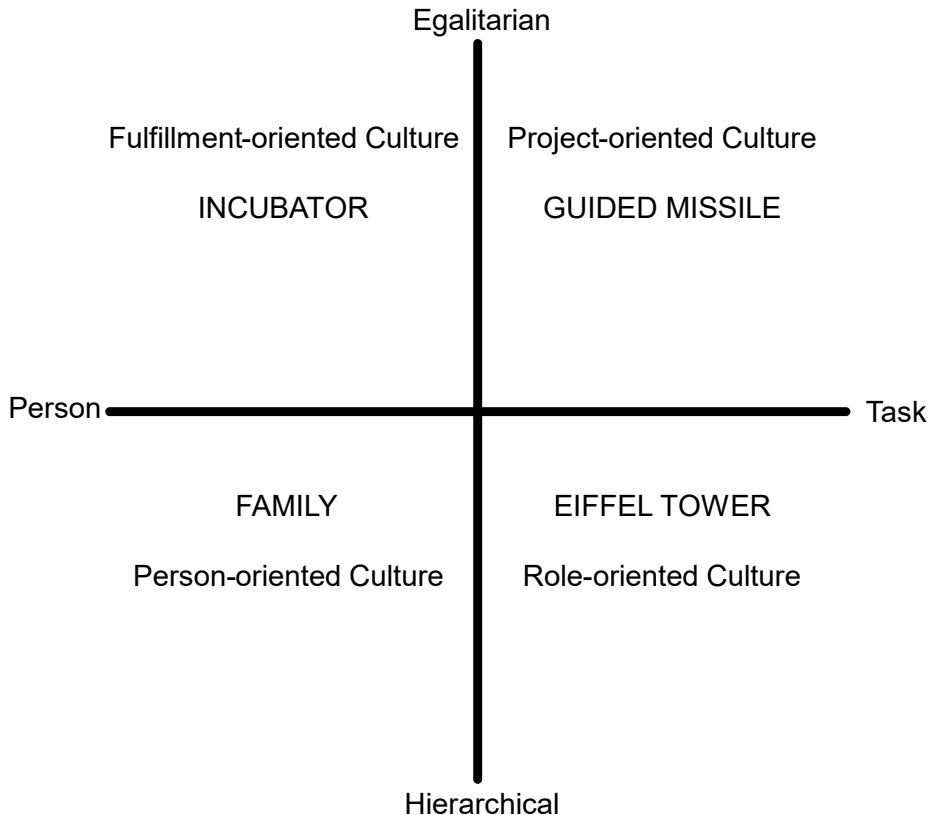 Egalitarian
Fulfillment-oriented Culture
Project-oriented Culture
INCUBATOR
GUIDED MISSILE
Person
Task
FAMILY
EIFFEL TOWER
Person-oriented Culture
Role-oriented Culture
Hierarchical